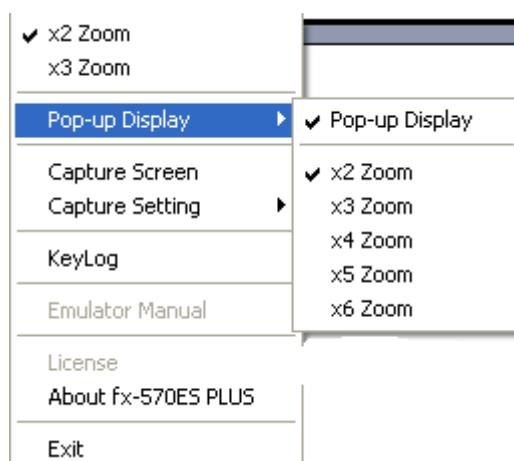 x2 Zoom
x3 Zoom
Pop-up Display
Capture Screen
Capture Setting
KeyLog
Emulator Manual
License
About fx-570ES PLUS
Exit
Pop-up Display
x2 Zoom
x3 Zoom
x4 Zoom
x5 Zoom
x6 Zoom